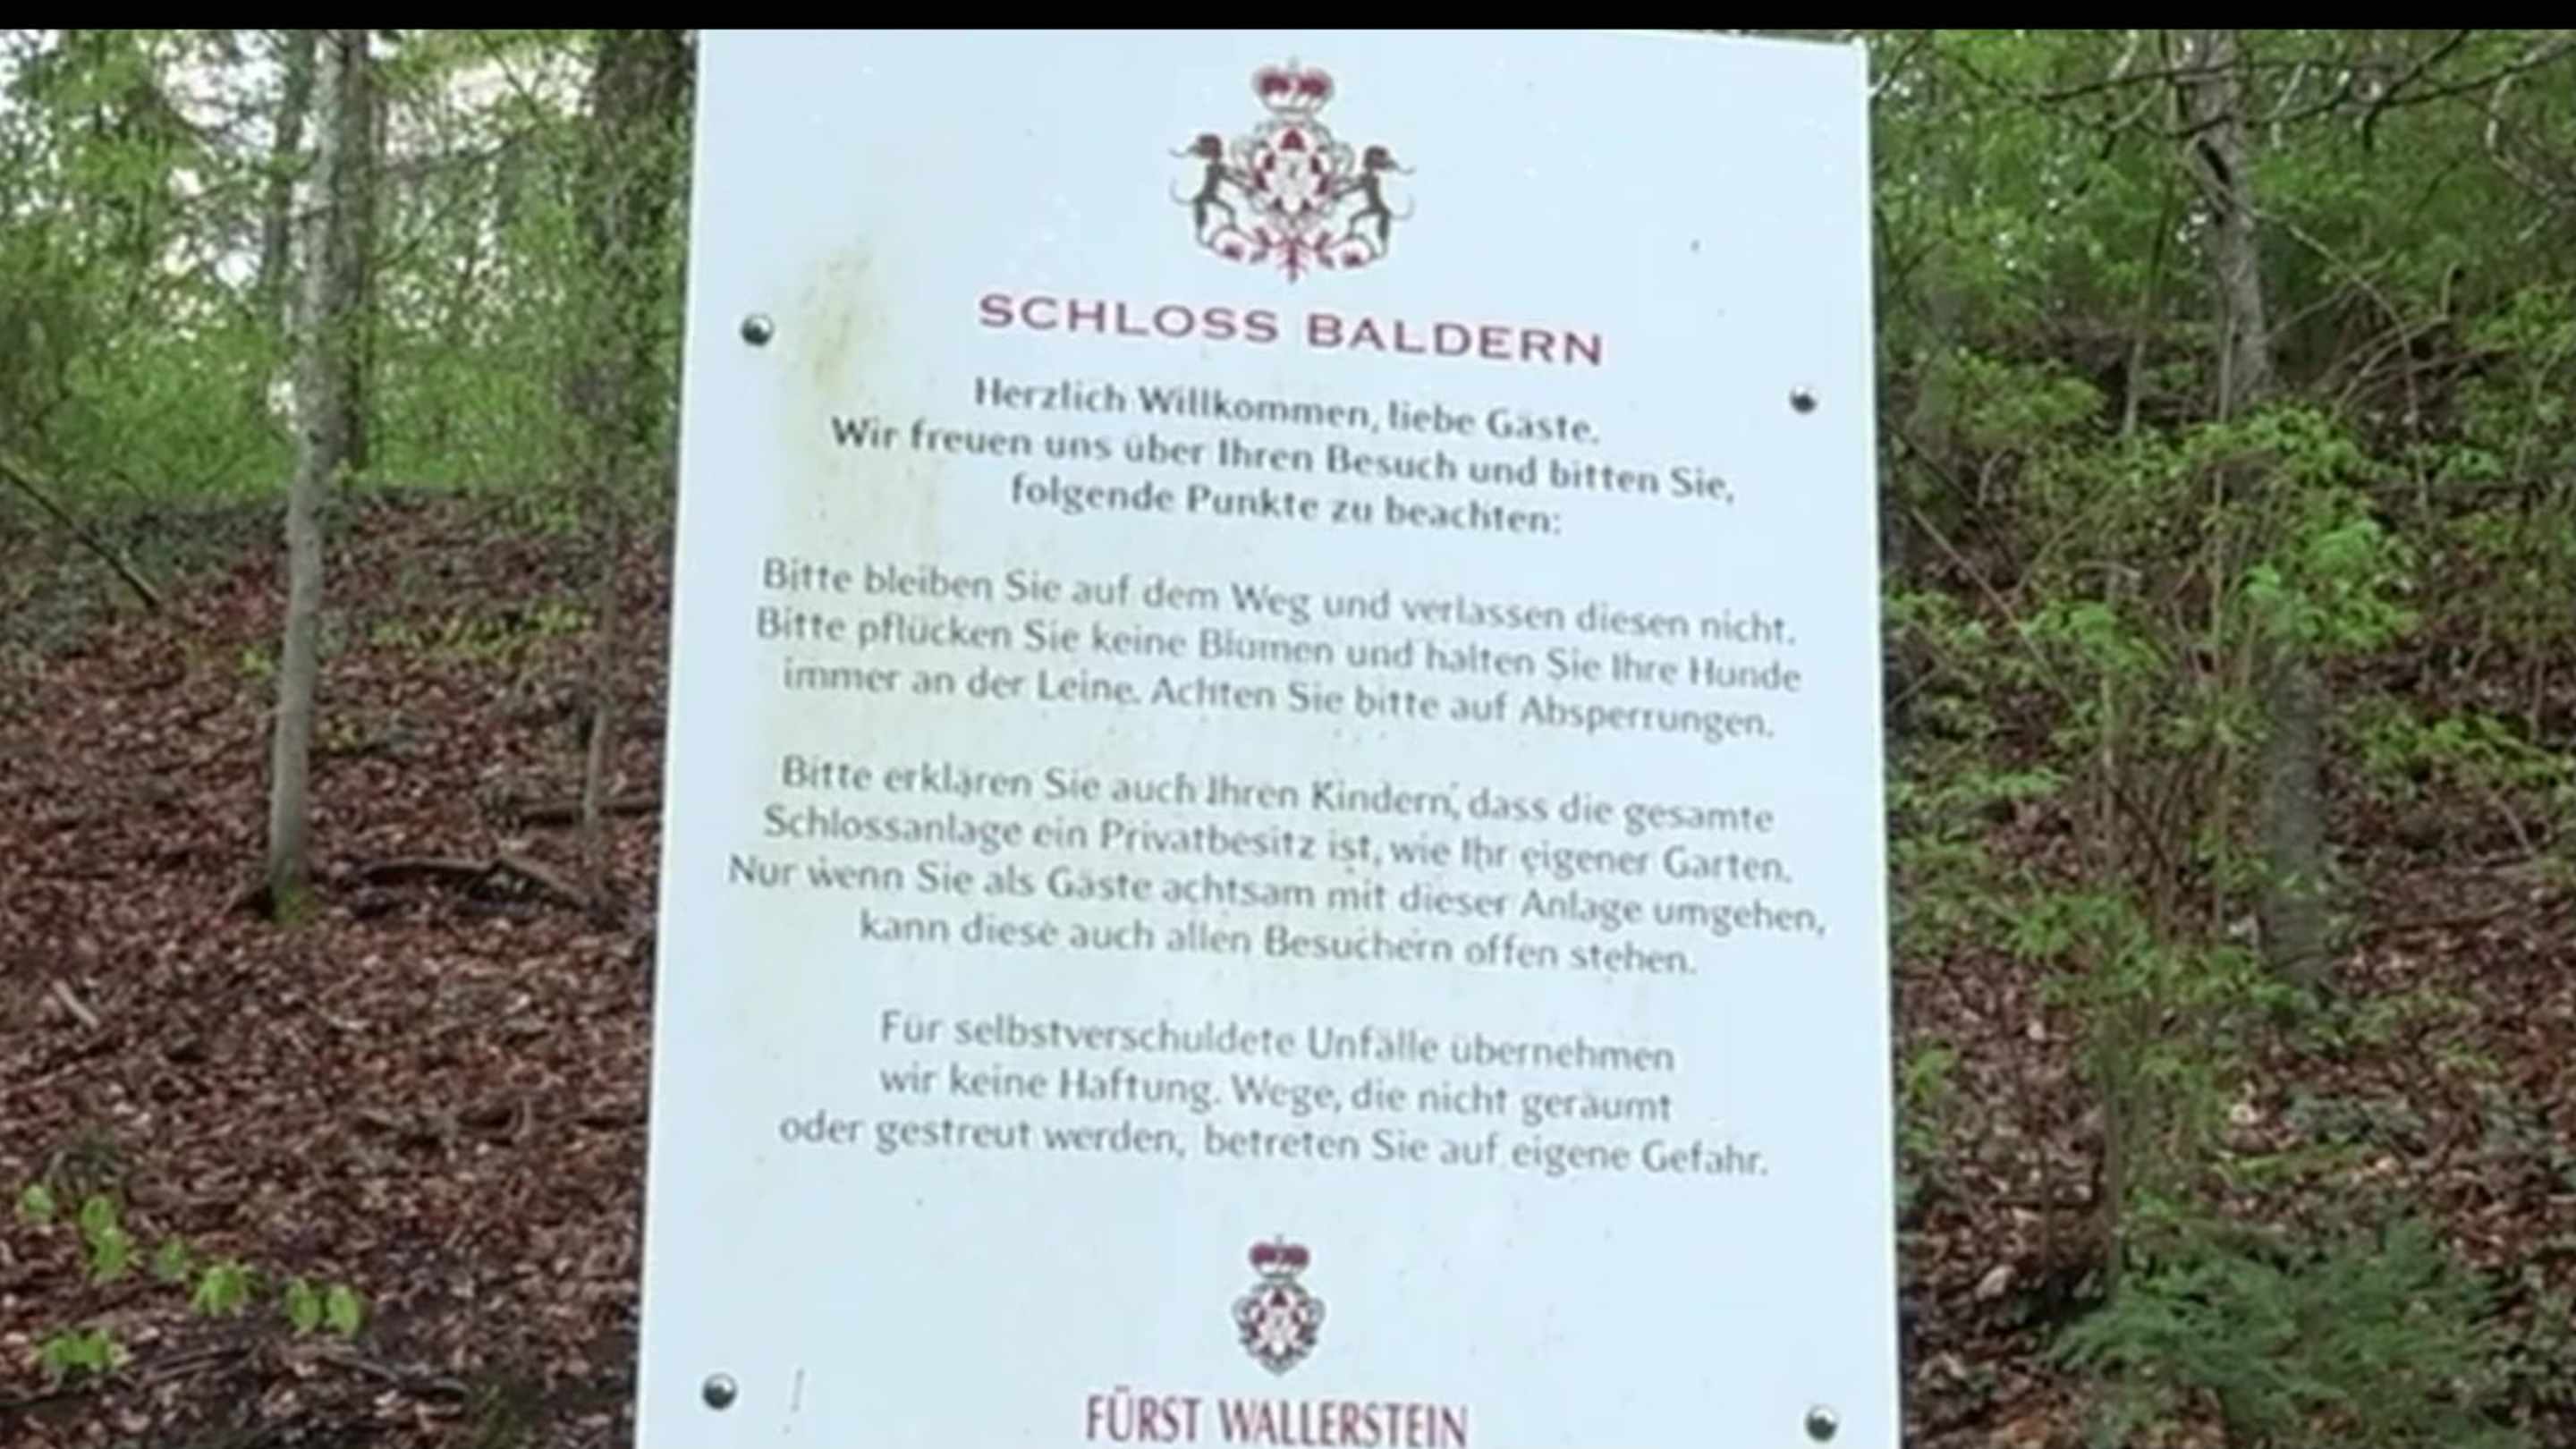 SCHLOSS BALDERN
Herzlich Willkommen, liebe Gäste.
Wir freuen uns über Ihren Besuch und bitten Sie,
folgende Punkte zu beachten:
Bitte bleiben Sie auf dem Weg und verlassen diesen nicht.
Bitte pflücken Sie keine Blumen und halten Sie Ihre Hunde
immer an der Leine. Achten Sie bitte auf Absperrungen.
Bitte erklären Sie auch Ihren Kindern, dass die gesamte
Schlossanlage ein Privatbesitz ist, wie Ihr eigener Garten.
Nur wenn Sie als Gäste achtsam mit dieser Anlage umgehen,
kann diese auch allen Besuchern offen stehen.
Für selbstverschuldete Unfälle übernehmen
wir keine Haftung. Wege, die nicht geräumt
oder gestreut werden, betreten Sie auf eigene Gefahr.
FÜRST WALLERSTEIN